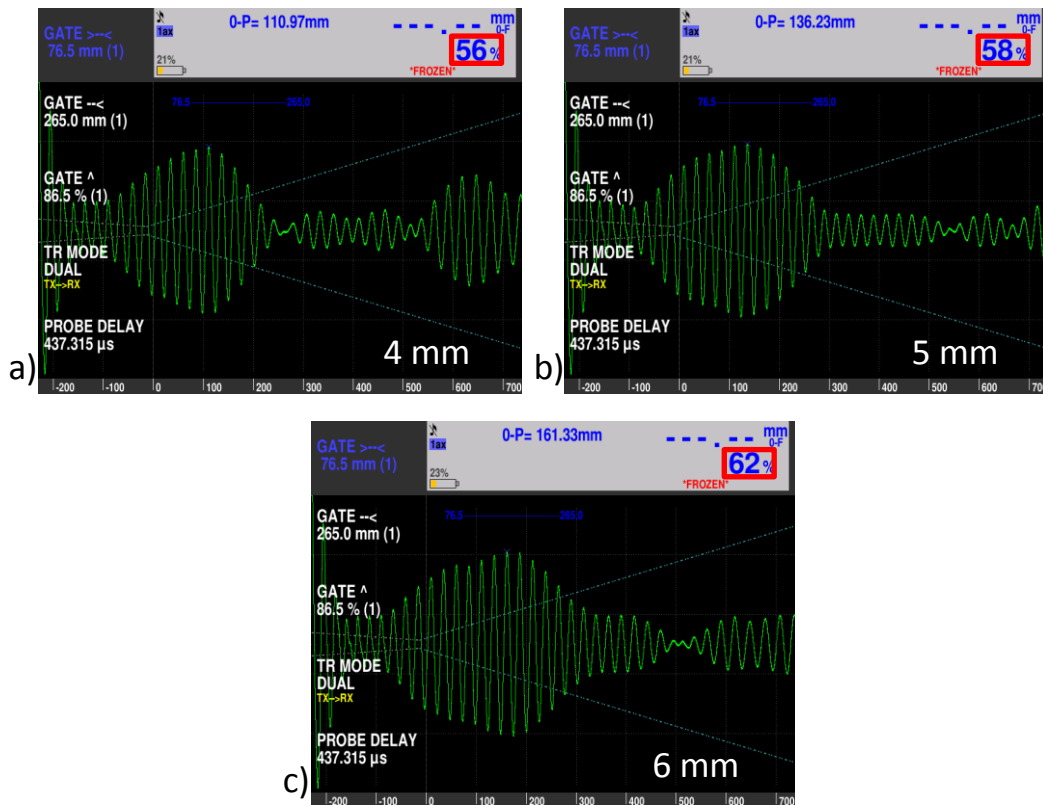 0-P= 110.97mm
mm
0-F
1ax
GATE >--<
76.5 mm (1)
56 %
21%
*FROZEN*
GATE --<
265.0 mm (1)
76.5
265.0
GATE ^
86.5 % (1)
TR MODE
DUAL
TX-->RX
PROBE DELAY
437.315 µs
4 mm
a)
-200 -100 0 100 200 300 400 500 600 700
0-P= 136.23mm
mm
0-F
1ax
GATE >--<
76.5 mm (1)
58 %
21%
*FROZEN*
GATE --<
265.0 mm (1)
76.5
265.0
GATE ^
86.5 % (1)
TR MODE
DUAL
TX-->RX
PROBE DELAY
437.315 µs
5 mm
b)
-200 -100 0 100 200 300 400 500 600 700
0-P= 161.33mm
mm
0-F
1ax
GATE >--<
76.5 mm (1)
62 %
23%
*FROZEN*
GATE --<
265.0 mm (1)
76.5
265.0
GATE ^
86.5 % (1)
TR MODE
DUAL
TX-->RX
PROBE DELAY
437.315 µs
6 mm
c)
-200 -100 0 100 200 300 400 500 600 700